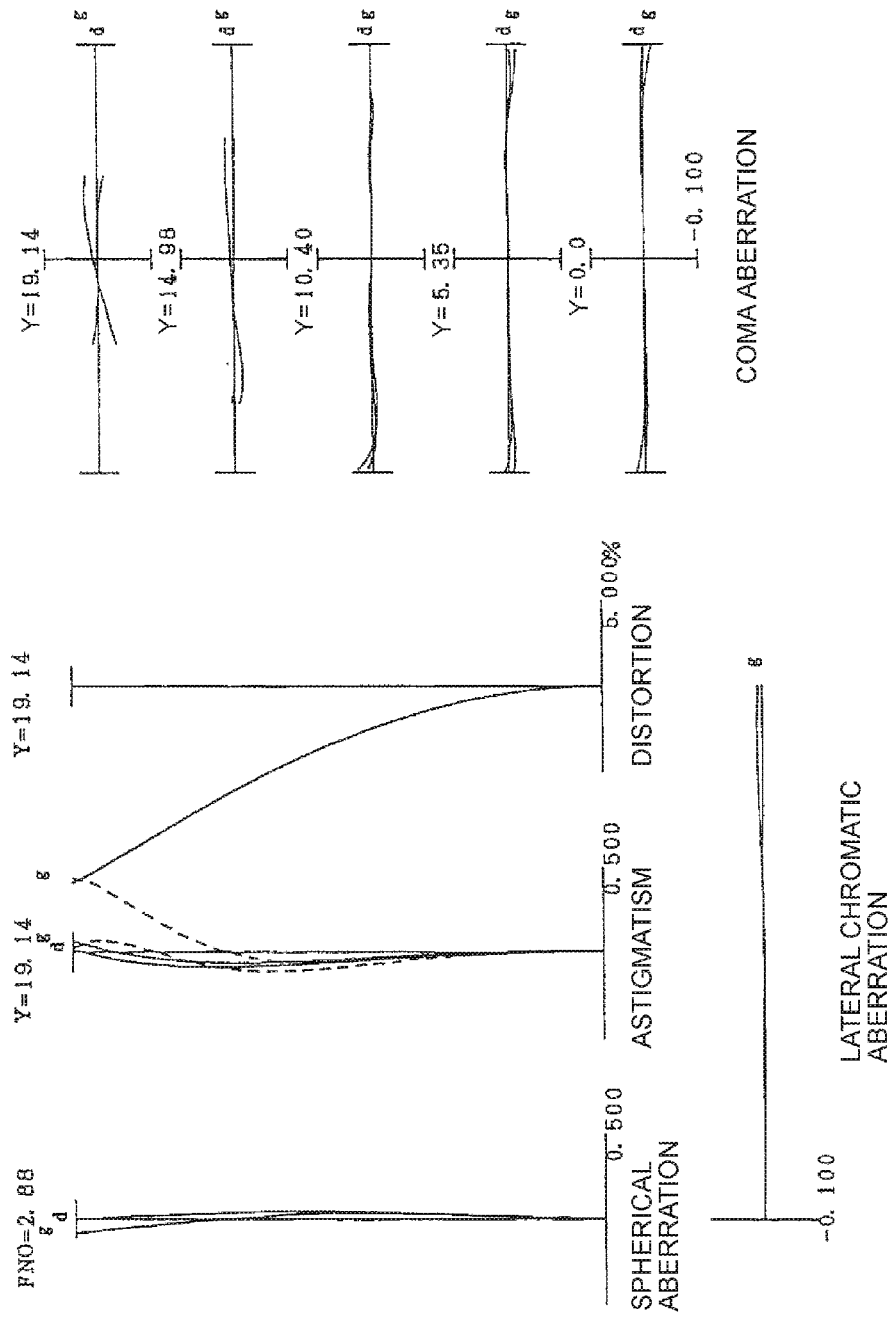 FNO=2. 88
g
d
0. 500
SPHERICAL
ABERRATION
Y=19. 14
g
d
g
0. 500
ASTIGMATISM
Y=19. 14
5. 000%
DISTORTION
-0. 100
g
LATERAL CHROMATIC
ABERRATION
Y=19. 14
d g
Y=14. 98
d g
Y=10. 40
d g
Y=5. 35
d g
Y=0. 0
d g
-0. 100
COMA ABERRATION